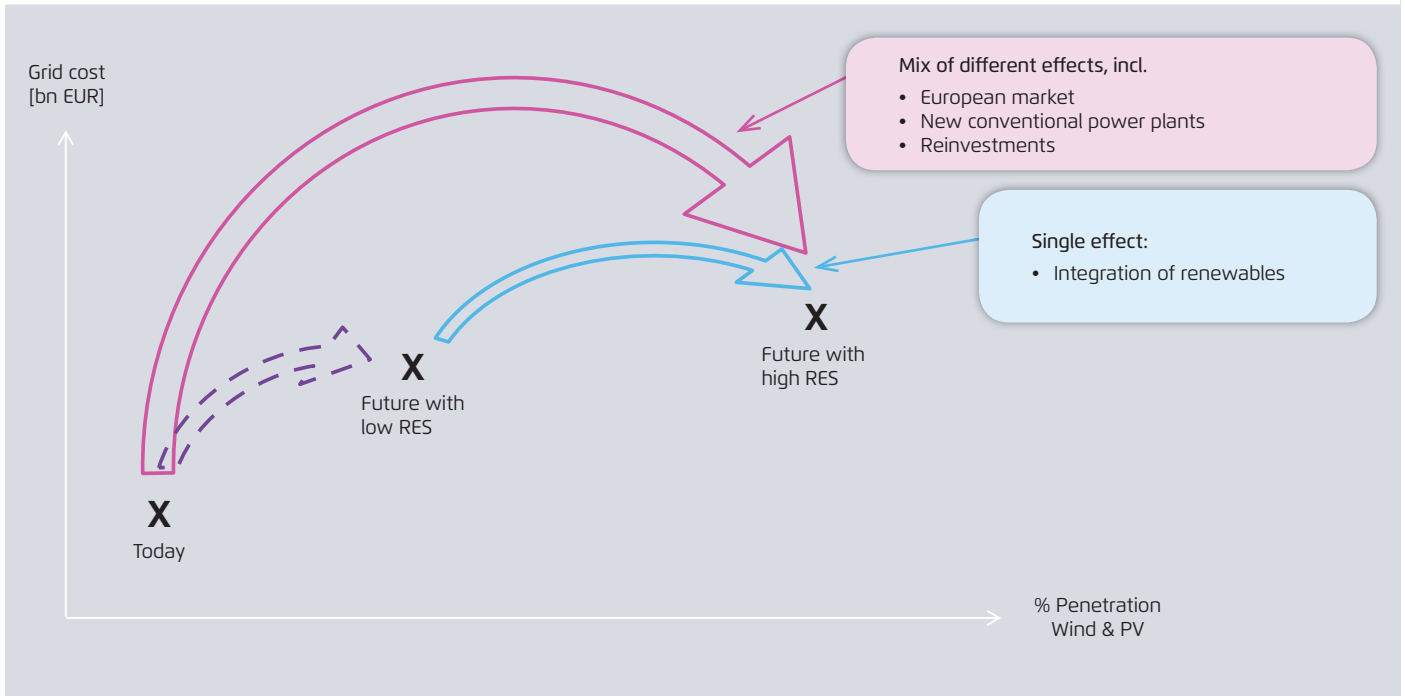 Grid cost
[bn EUR]
Mix of different effects, incl.
• European market
• New conventional power plants
• Reinvestments
Single effect:
• Integration of renewables
X
Future with
high RES
X
Future with
low RES
X
Today
% Penetration
Wind & PV